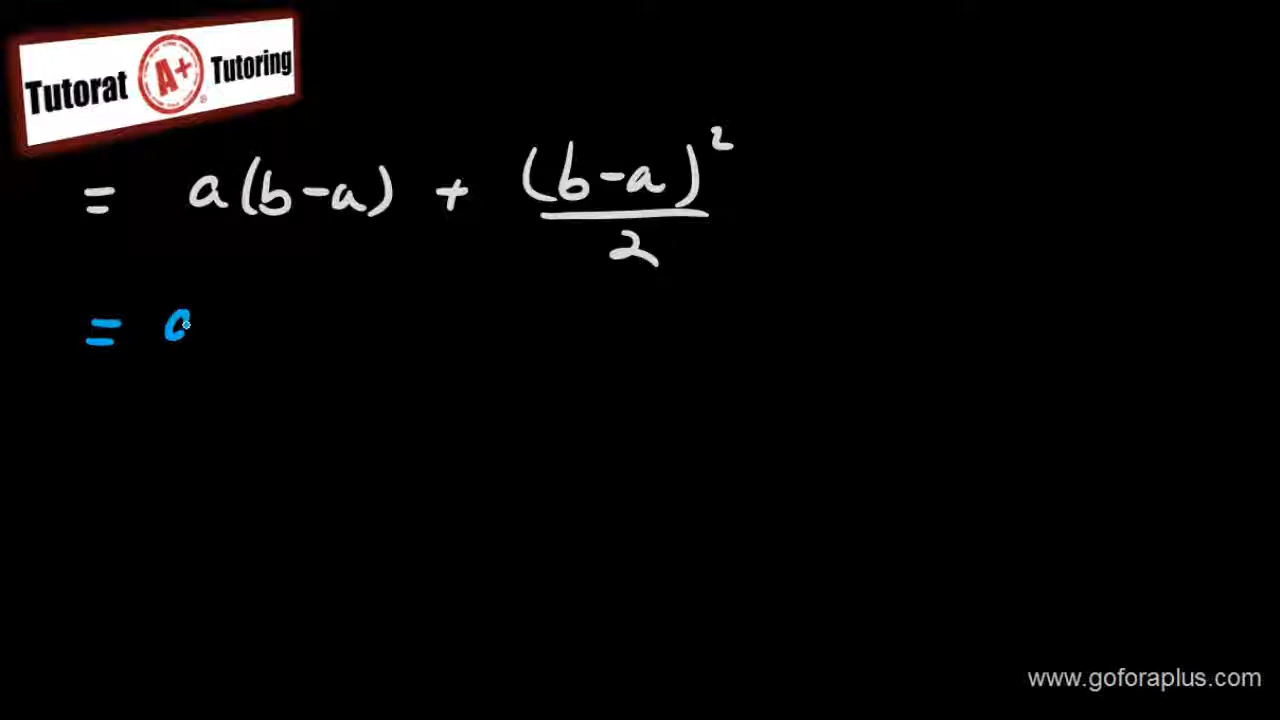 Tutorat A+ Tutoring
= a(b-a) + (b-a)²
2
=
www.goforaplus.com